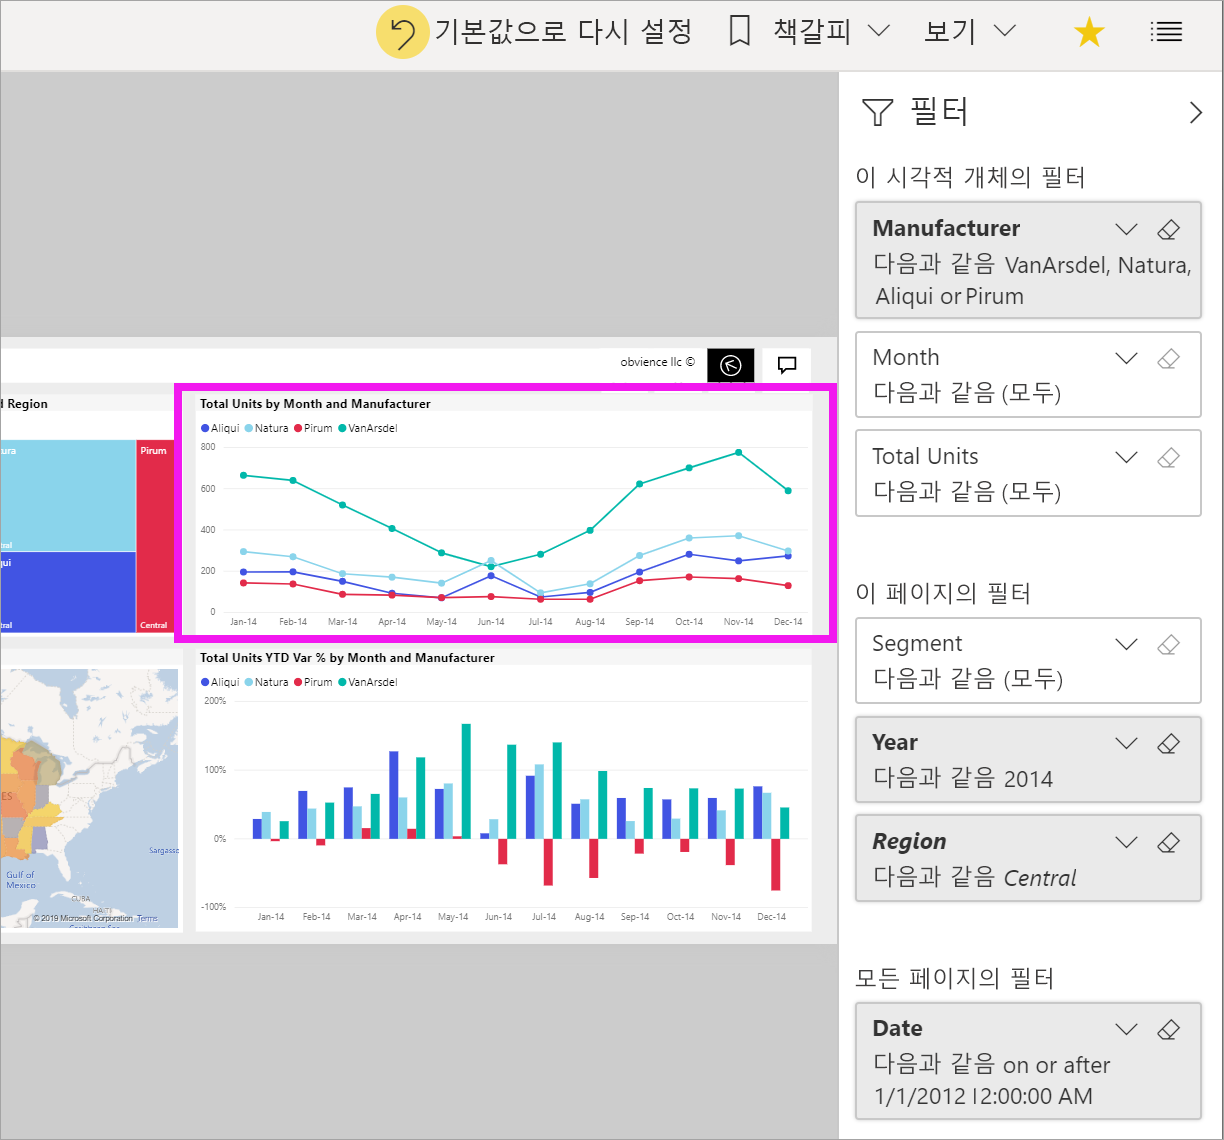 기본값으로 다시 설정
책갈피
보기
필터
이 시각적 개체의 필터
Manufacturer
다음과 같음 VanArsdel, Natura,
Aliqui or Pirum
Month
다음과 같음 (모두)
Total Units
다음과 같음 (모두)
이 페이지의 필터
Segment
다음과 같음 (모두)
Year
다음과 같음 2014
Region
다음과 같음 Central
모든 페이지의 필터
Date
다음과 같음 on or after
1/1/2012 12:00:00 AM
obvience llc ©
d Region
ura
Pirum
tral
qui
tral
Central
Total Units by Month and Manufacturer
Aliqui Natura Pirum VanArsdel
800
600
400
200
0
Jan-14 Feb-14 Mar-14 Apr-14 May-14 Jun-14 Jul-14 Aug-14 Sep-14 Oct-14 Nov-14 Dec-14
Total Units YTD Var % by Month and Manufacturer
Aliqui Natura Pirum VanArsdel
200%
100%
0%
-100%
Jan-14 Feb-14 Mar-14 Apr-14 May-14 Jun-14 Jul-14 Aug-14 Sep-14 Oct-14 Nov-14 Dec-14
ES
Sargasso
Gulf of
Mexico
CUBA
© 2019 Microsoft Corporation Terms